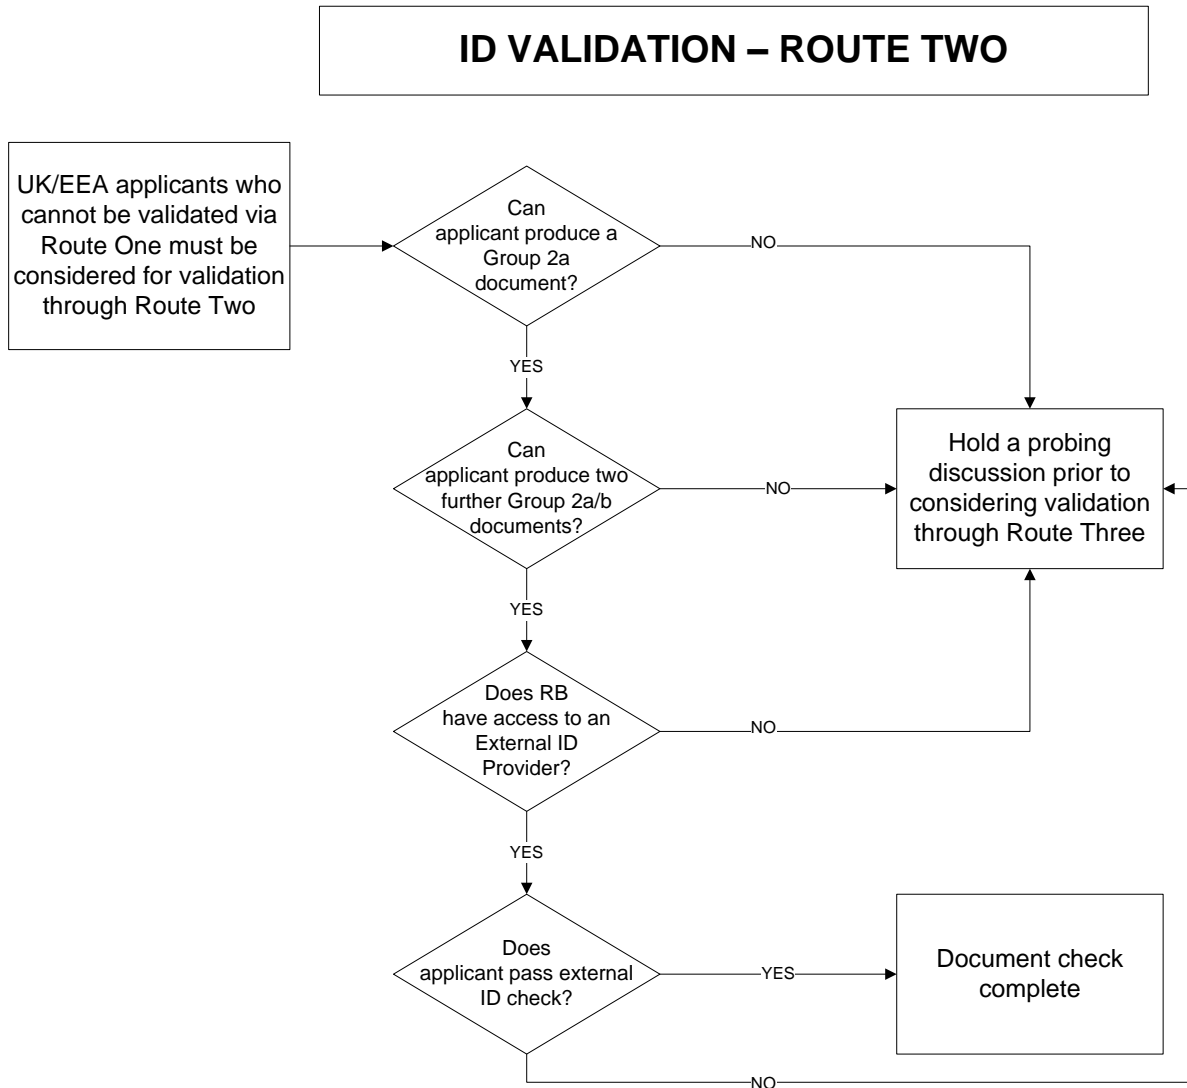 ID VALIDATION – ROUTE TWO
UK/EEA applicants who
cannot be validated via
Route One must be
considered for validation
through Route Two
Can
applicant produce a
Group 2a
document?
NO
YES
Can
applicant produce two
further Group 2a/b
documents?
NO
Hold a probing
discussion prior to
considering validation
through Route Three
YES
Does RB
have access to an
External ID
Provider?
NO
YES
Does
applicant pass external
ID check?
YES
Document check
complete
NO